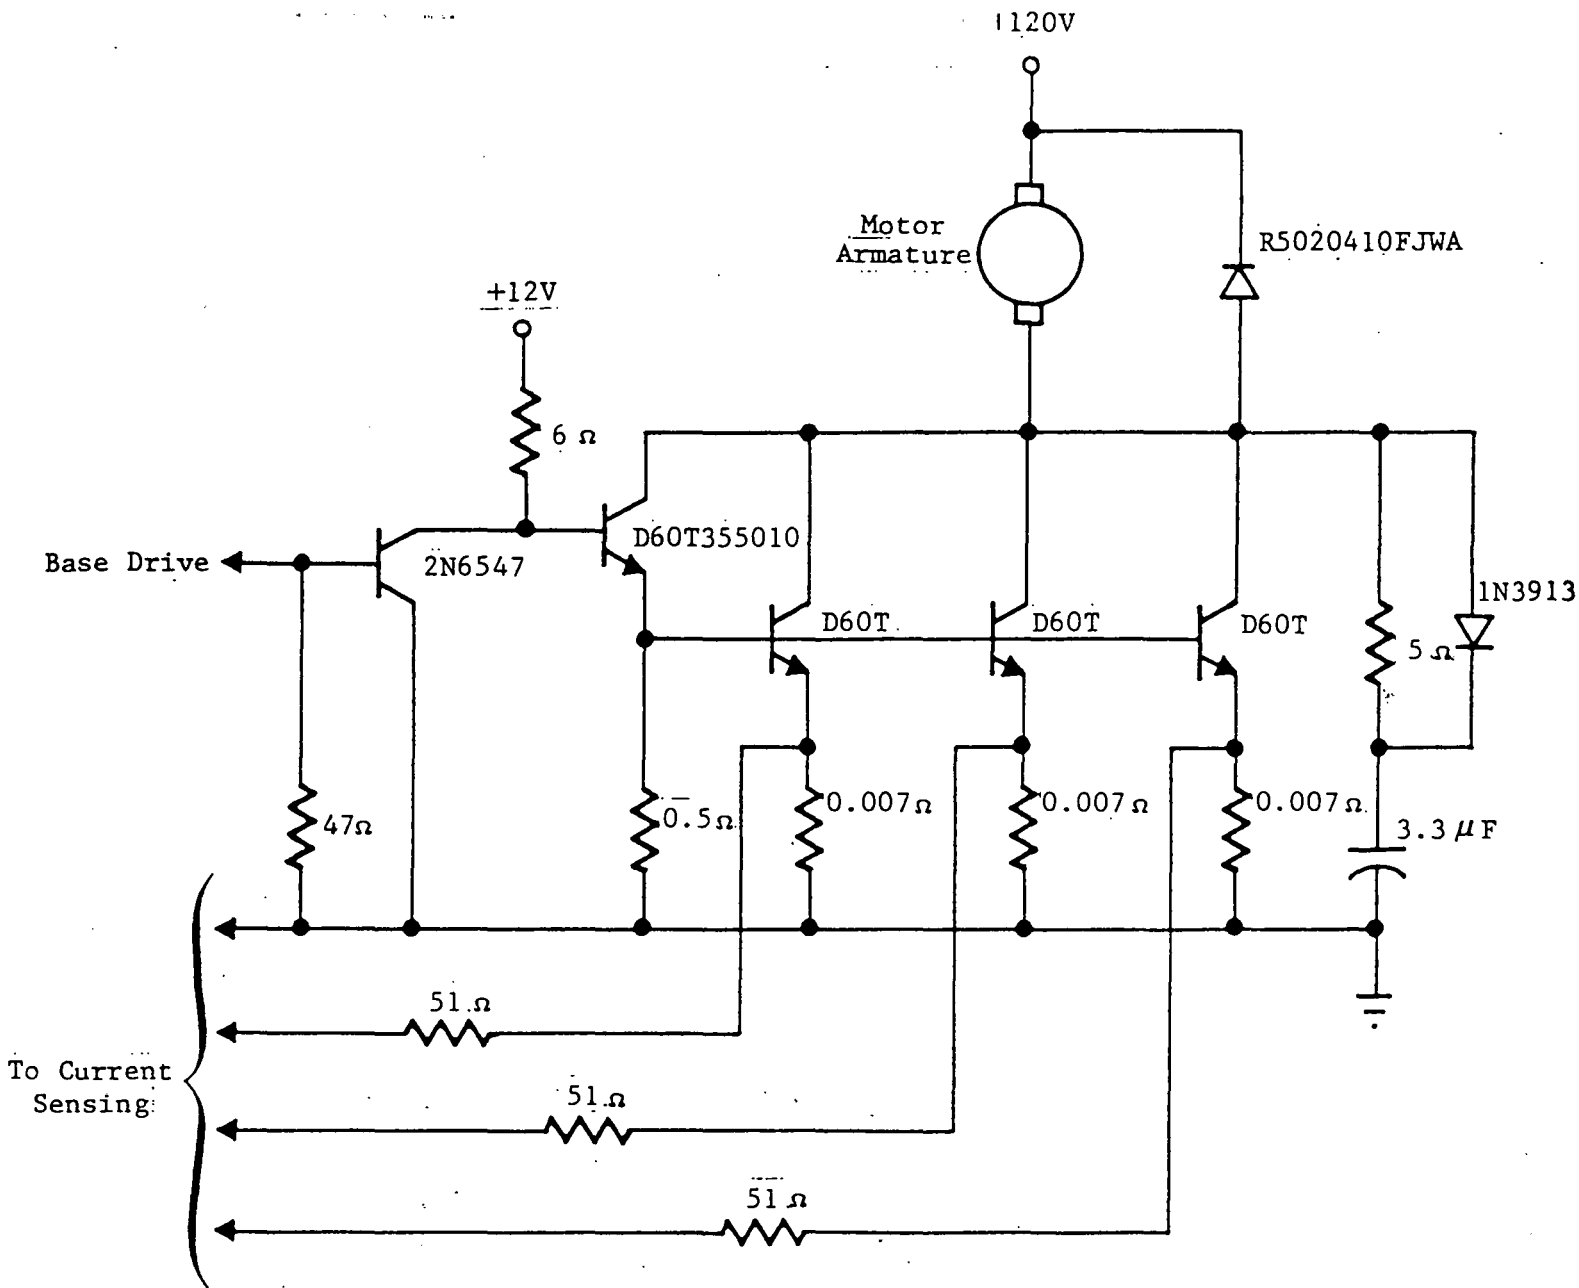 +120V
Motor
Armature
R5020410FJWA
+12V
6 Ω
D60T355010
Base Drive
2N6547
1N3913
D60T
D60T
D60T
5 Ω
47Ω
0.5Ω
0.007Ω
0.007Ω
0.007Ω
3.3 μF
51 Ω
To Current
Sensing
51 Ω
51 Ω